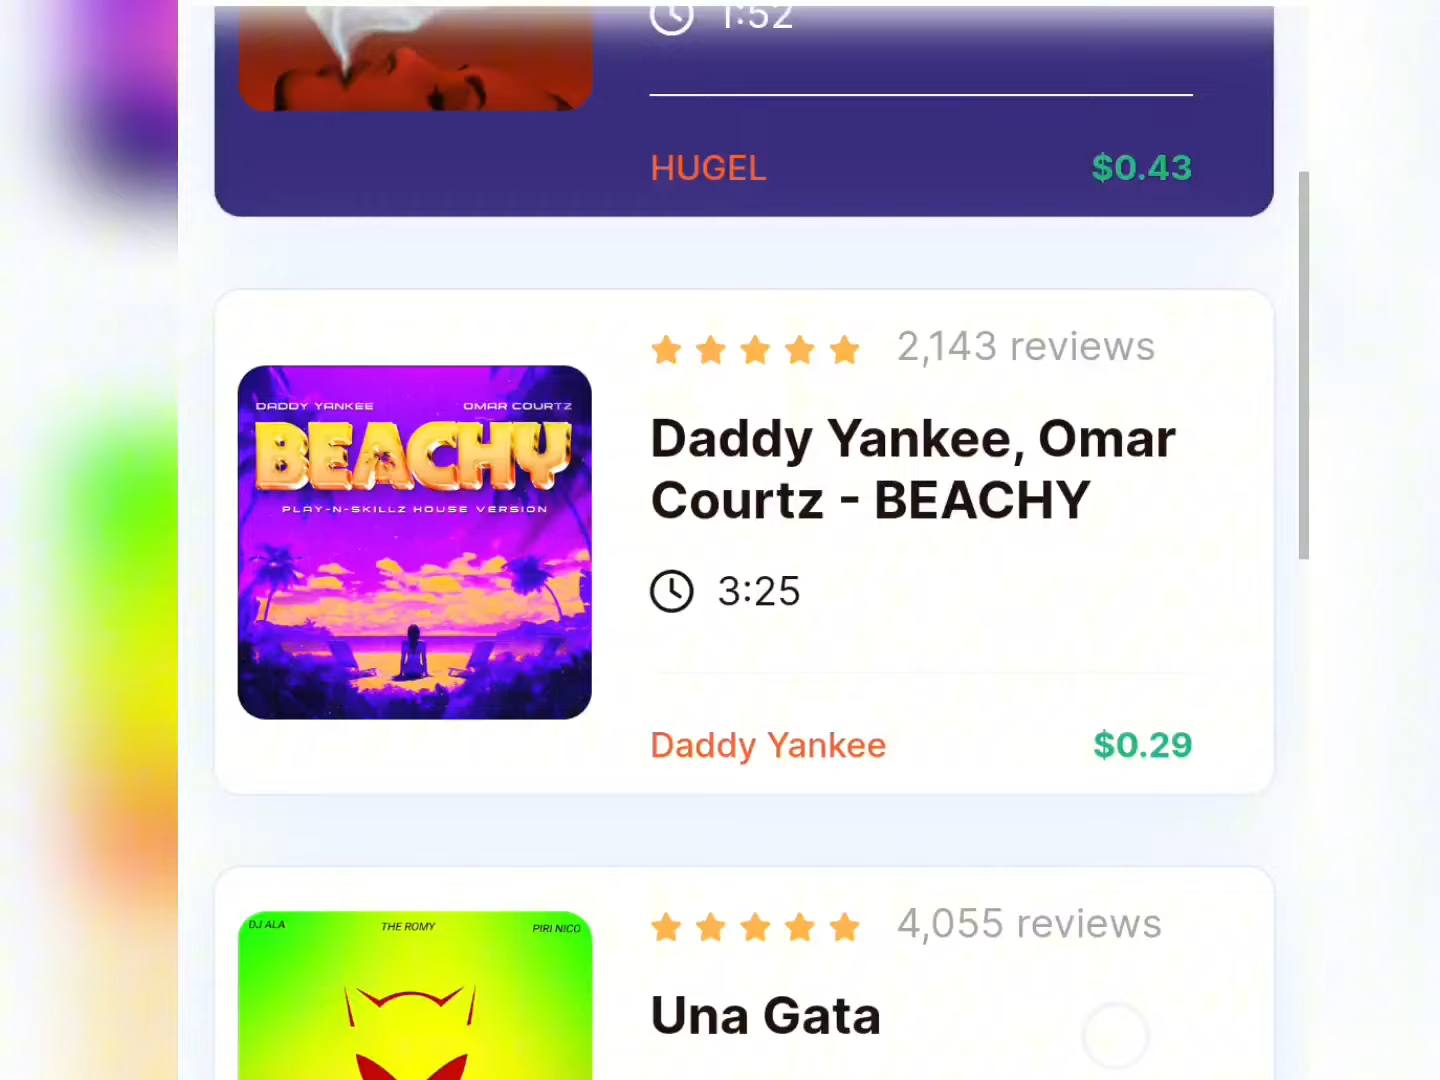 1:52
HUGEL
$0.43
2,143 reviews
DADDY YANKEE
OMAR COURTZ
BEACHY
PLAY-N-SKILLZ HOUSE VERSION
Daddy Yankee, Omar
Courtz - BEACHY
3:25
Daddy Yankee
$0.29
4,055 reviews
DJ ALA
THE ROMY
PIRI NICO
Una Gata